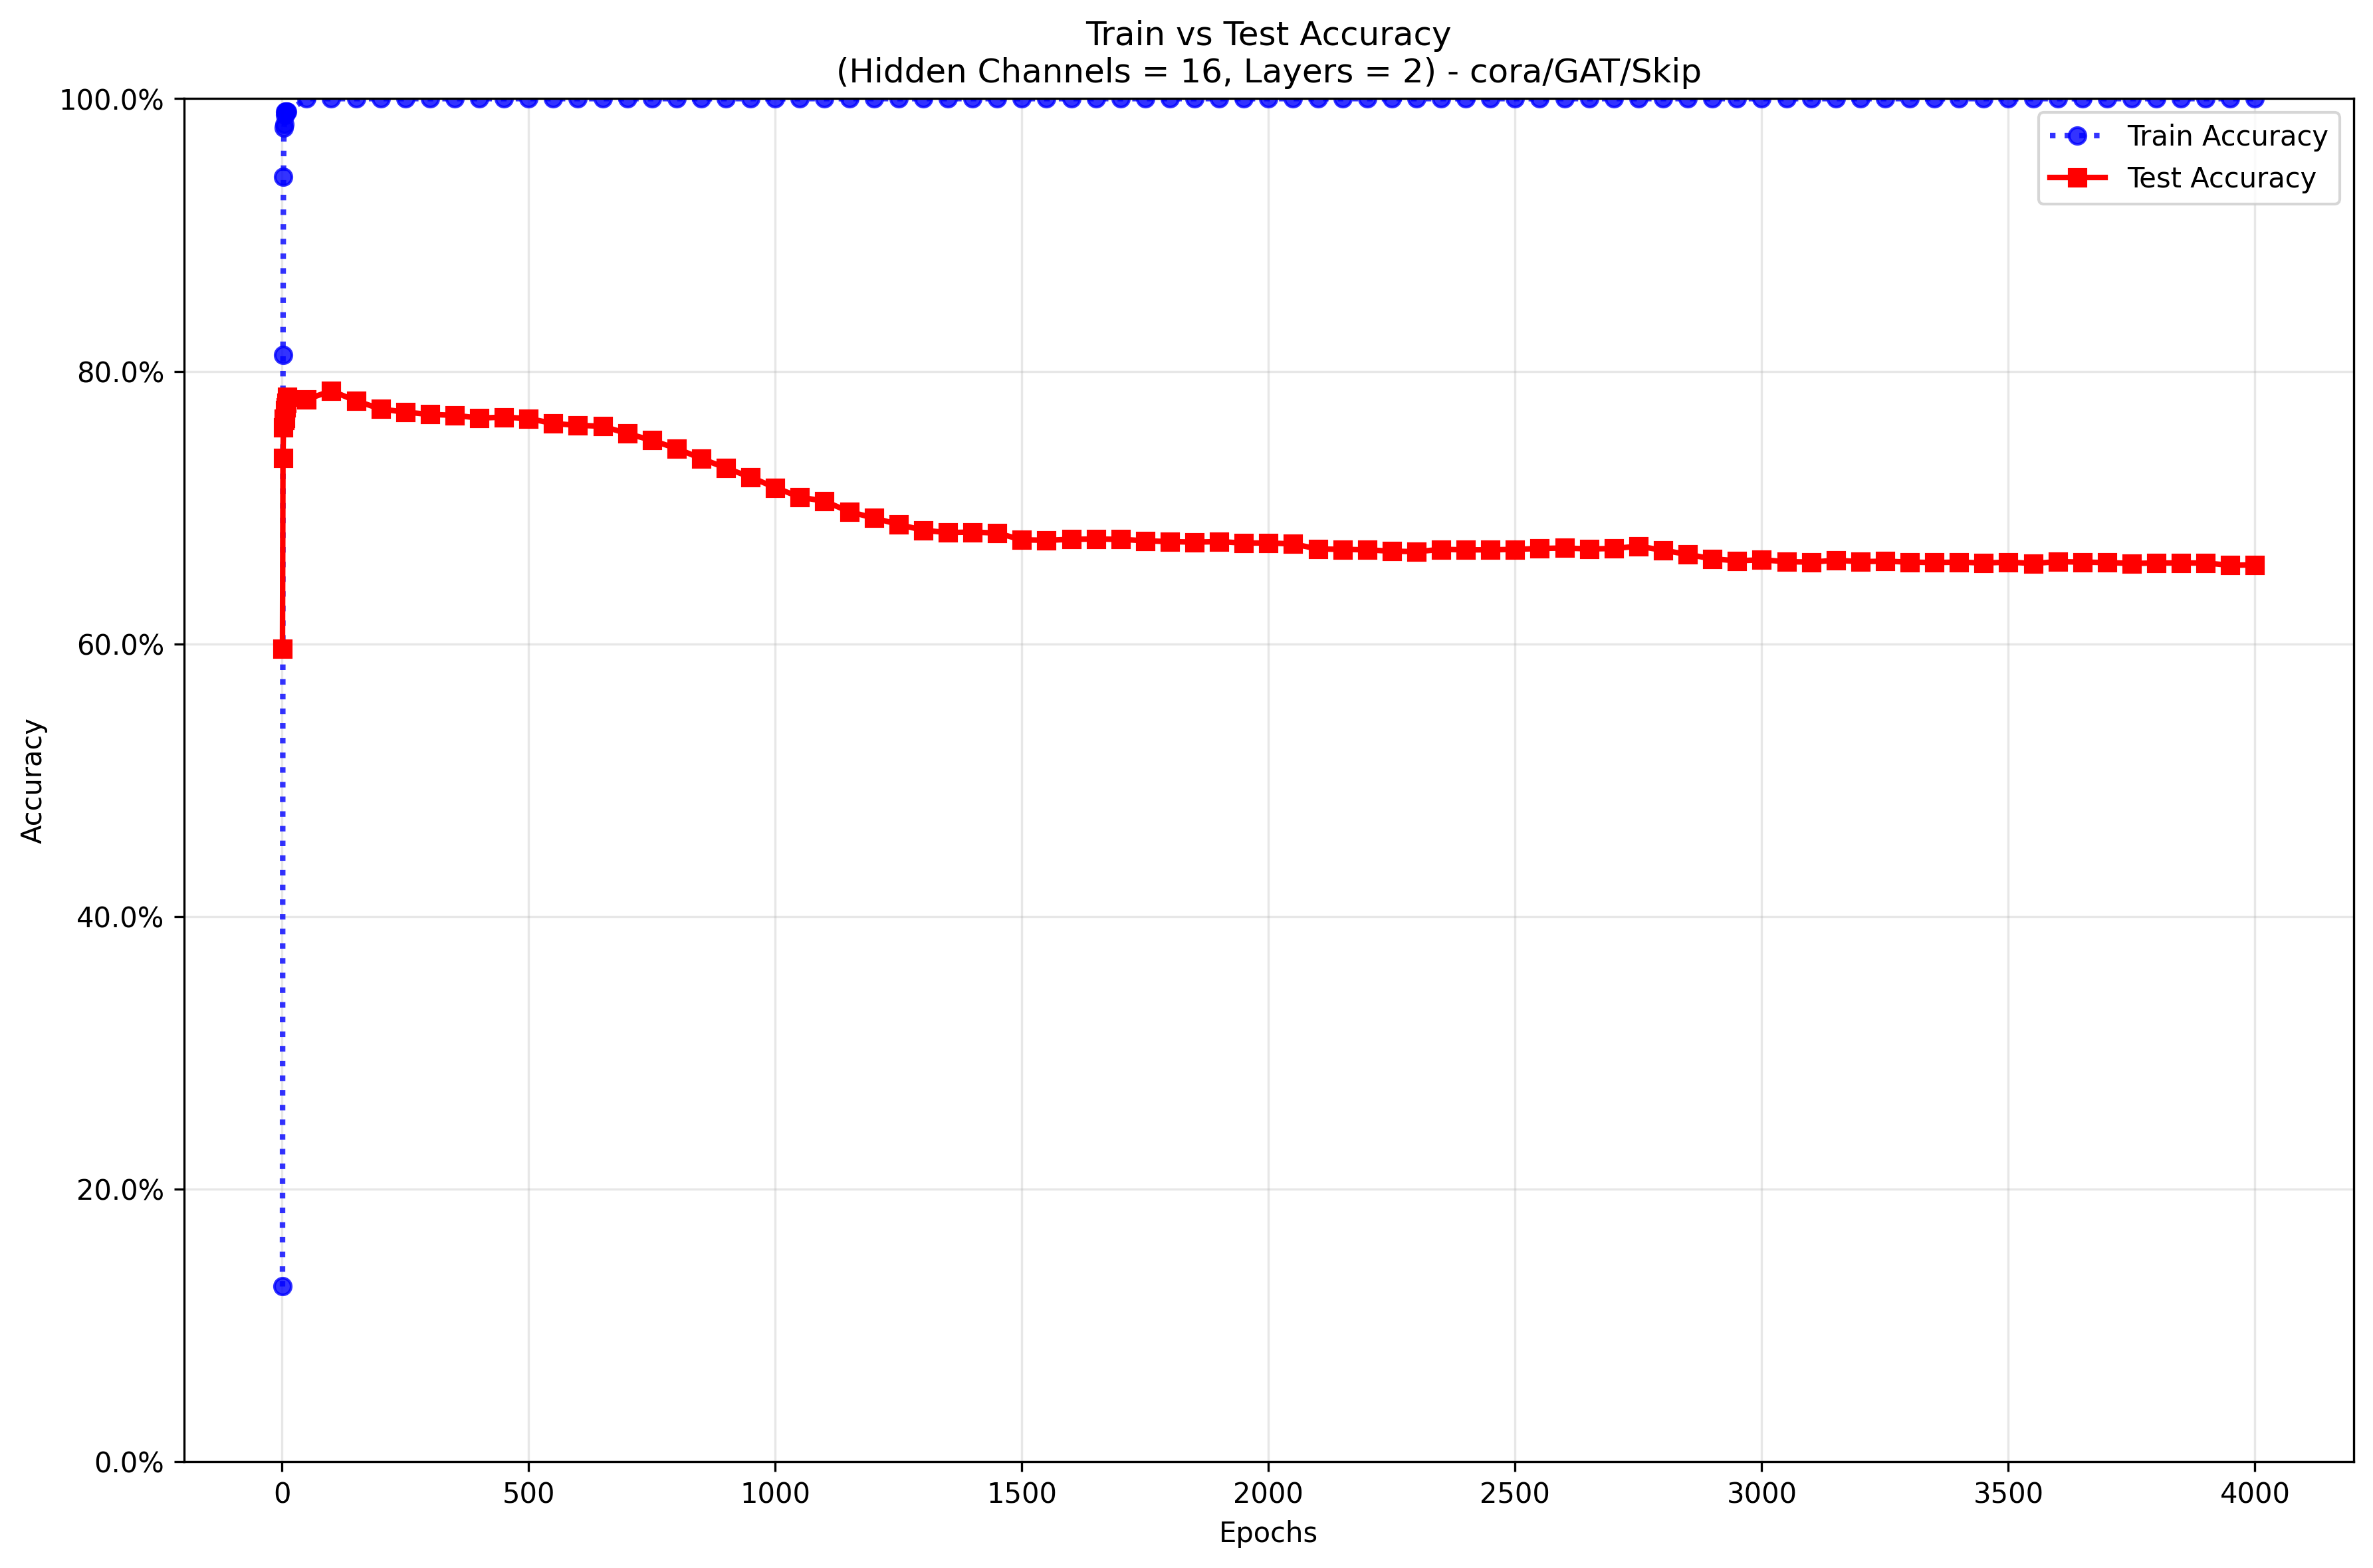 Train vs Test Accuracy
(Hidden Channels = 16, Layers = 2) - cora/GAT/Skip
100.0%
80.0%
60.0%
40.0%
20.0%
0.0%
Accuracy
Train Accuracy
Test Accuracy
0 500 1000 1500 2000 2500 3000 3500 4000
Epochs